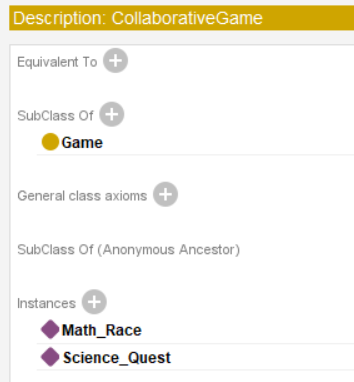 Description: CollaborativeGame
Equivalent To
SubClass Of
Game
General class axioms
SubClass Of (Anonymous Ancestor)
Instances
Math_Race
Science_Quest